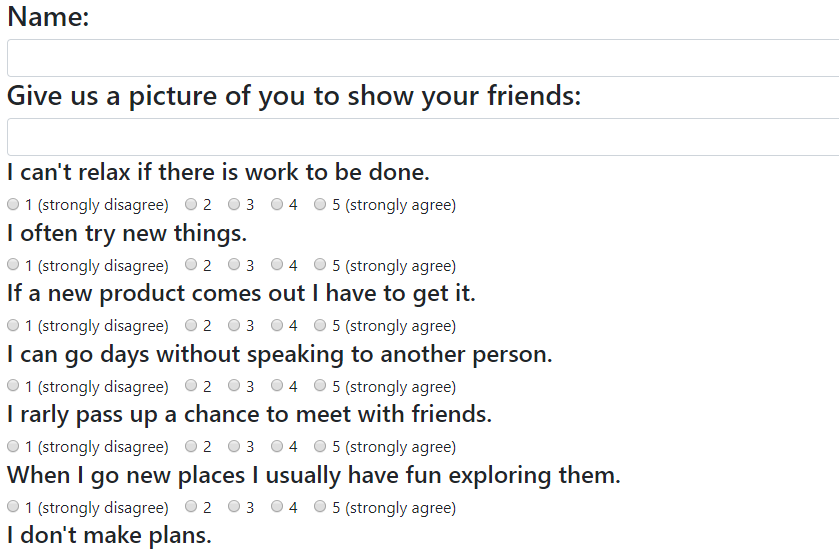 Name:
Give us a picture of you to show your friends:
I can't relax if there is work to be done.
1 (strongly disagree) 2 3 4 5 (strongly agree)
I often try new things.
1 (strongly disagree) 2 3 4 5 (strongly agree)
If a new product comes out I have to get it.
1 (strongly disagree) 2 3 4 5 (strongly agree)
I can go days without speaking to another person.
1 (strongly disagree) 2 3 4 5 (strongly agree)
I rarly pass up a chance to meet with friends.
1 (strongly disagree) 2 3 4 5 (strongly agree)
When I go new places I usually have fun exploring them.
1 (strongly disagree) 2 3 4 5 (strongly agree)
I don't make plans.